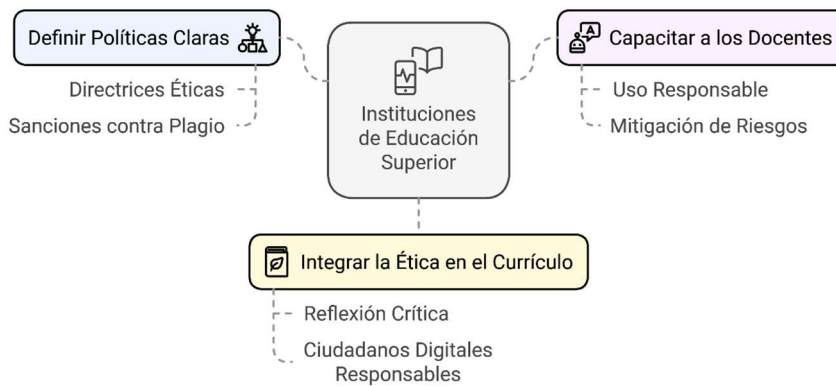 Definir Políticas Claras
Directrices Éticas
Sanciones contra Plagio
Instituciones
de Educación
Superior
A
Capacitar a los Docentes
Uso Responsable
Mitigación de Riesgos
Integrar la Ética en el Currículo
Reflexión Crítica
Ciudadanos Digitales
Responsables